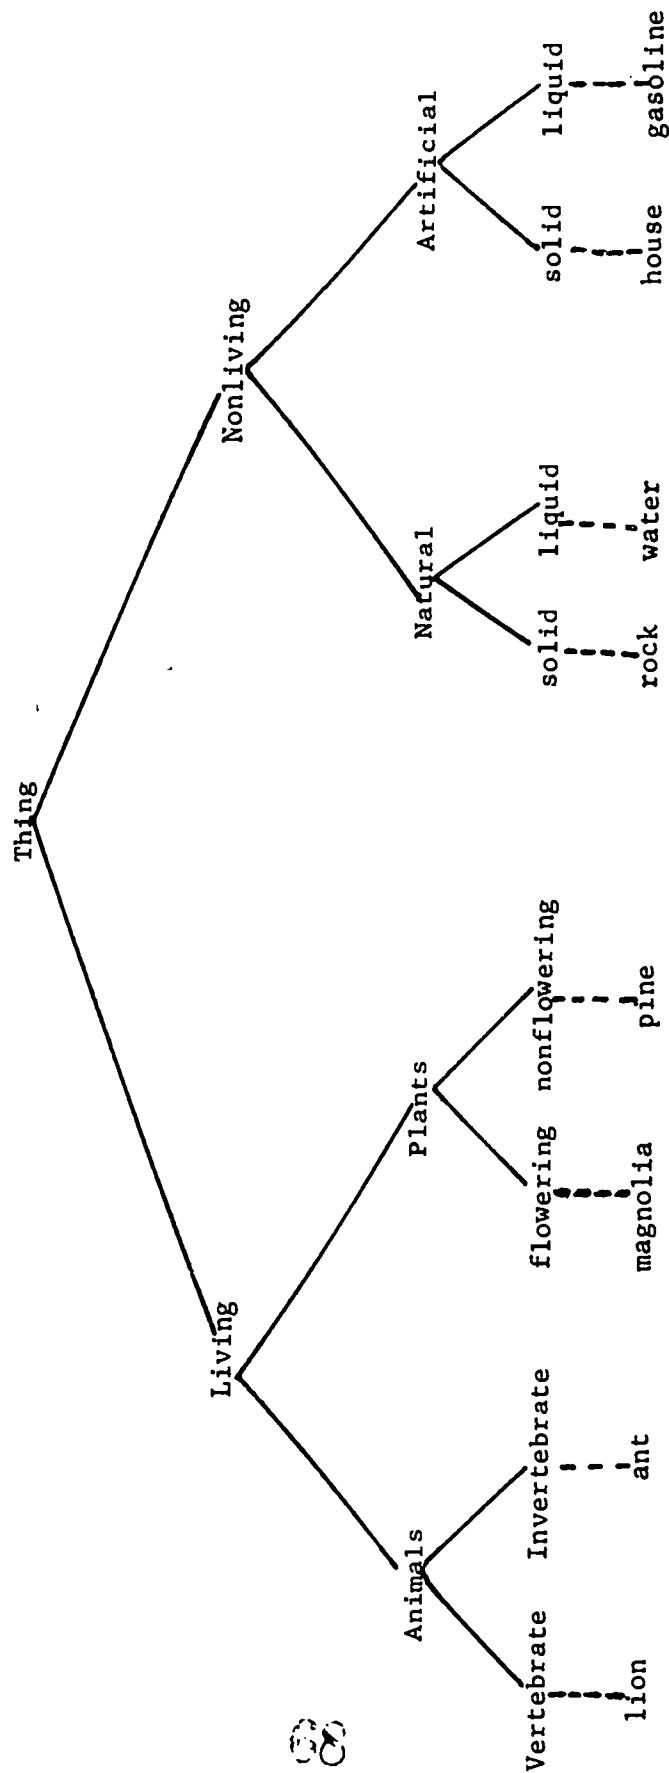 Thing
Living Nonliving
Animals Plants Natural Artificial
Vertebrate Invertebrate flowering nonflowering solid liquid solid liquid
lion ant magnolia pine rock water house gasoline